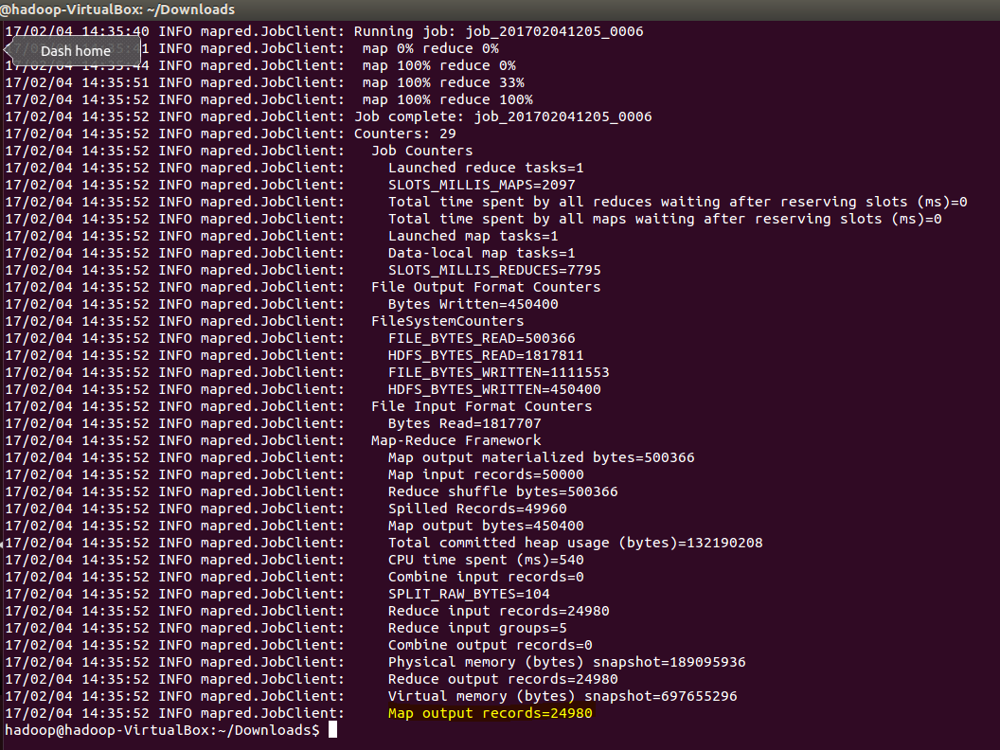 @hadoop-VirtualBox: ~/Downloads
17/02/04 14:35:40 INFO mapred.JobClient: Running job: job_201702041205_0006
Dash home
41 INFO mapred.JobClient:  map 0% reduce 0%
17/02/04 14:35:44 INFO mapred.JobClient:  map 100% reduce 0%
17/02/04 14:35:51 INFO mapred.JobClient:  map 100% reduce 33%
17/02/04 14:35:52 INFO mapred.JobClient:  map 100% reduce 100%
17/02/04 14:35:52 INFO mapred.JobClient: Job complete: job_201702041205_0006
17/02/04 14:35:52 INFO mapred.JobClient: Counters: 29
17/02/04 14:35:52 INFO mapred.JobClient:   Job Counters
17/02/04 14:35:52 INFO mapred.JobClient:     Launched reduce tasks=1
17/02/04 14:35:52 INFO mapred.JobClient:     SLOTS_MILLIS_MAPS=2097
17/02/04 14:35:52 INFO mapred.JobClient:     Total time spent by all reduces waiting after reserving slots (ms)=0
17/02/04 14:35:52 INFO mapred.JobClient:     Total time spent by all maps waiting after reserving slots (ms)=0
17/02/04 14:35:52 INFO mapred.JobClient:     Launched map tasks=1
17/02/04 14:35:52 INFO mapred.JobClient:     Data-local map tasks=1
17/02/04 14:35:52 INFO mapred.JobClient:     SLOTS_MILLIS_REDUCES=7795
17/02/04 14:35:52 INFO mapred.JobClient:   File Output Format Counters
17/02/04 14:35:52 INFO mapred.JobClient:     Bytes Written=450400
17/02/04 14:35:52 INFO mapred.JobClient:   FileSystemCounters
17/02/04 14:35:52 INFO mapred.JobClient:     FILE_BYTES_READ=500366
17/02/04 14:35:52 INFO mapred.JobClient:     HDFS_BYTES_READ=1817811
17/02/04 14:35:52 INFO mapred.JobClient:     FILE_BYTES_WRITTEN=1111553
17/02/04 14:35:52 INFO mapred.JobClient:     HDFS_BYTES_WRITTEN=450400
17/02/04 14:35:52 INFO mapred.JobClient:   File Input Format Counters
17/02/04 14:35:52 INFO mapred.JobClient:     Bytes Read=1817707
17/02/04 14:35:52 INFO mapred.JobClient:   Map-Reduce Framework
17/02/04 14:35:52 INFO mapred.JobClient:     Map output materialized bytes=500366
17/02/04 14:35:52 INFO mapred.JobClient:     Map input records=50000
17/02/04 14:35:52 INFO mapred.JobClient:     Reduce shuffle bytes=500366
17/02/04 14:35:52 INFO mapred.JobClient:     Spilled Records=49960
17/02/04 14:35:52 INFO mapred.JobClient:     Map output bytes=450400
17/02/04 14:35:52 INFO mapred.JobClient:     Total committed heap usage (bytes)=132190208
17/02/04 14:35:52 INFO mapred.JobClient:     CPU time spent (ms)=540
17/02/04 14:35:52 INFO mapred.JobClient:     Combine input records=0
17/02/04 14:35:52 INFO mapred.JobClient:     SPLIT_RAW_BYTES=104
17/02/04 14:35:52 INFO mapred.JobClient:     Reduce input records=24980
17/02/04 14:35:52 INFO mapred.JobClient:     Reduce input groups=5
17/02/04 14:35:52 INFO mapred.JobClient:     Combine output records=0
17/02/04 14:35:52 INFO mapred.JobClient:     Physical memory (bytes) snapshot=189095936
17/02/04 14:35:52 INFO mapred.JobClient:     Reduce output records=24980
17/02/04 14:35:52 INFO mapred.JobClient:     Virtual memory (bytes) snapshot=697655296
17/02/04 14:35:52 INFO mapred.JobClient:     Map output records=24980
hadoop@hadoop-VirtualBox:~/Downloads$